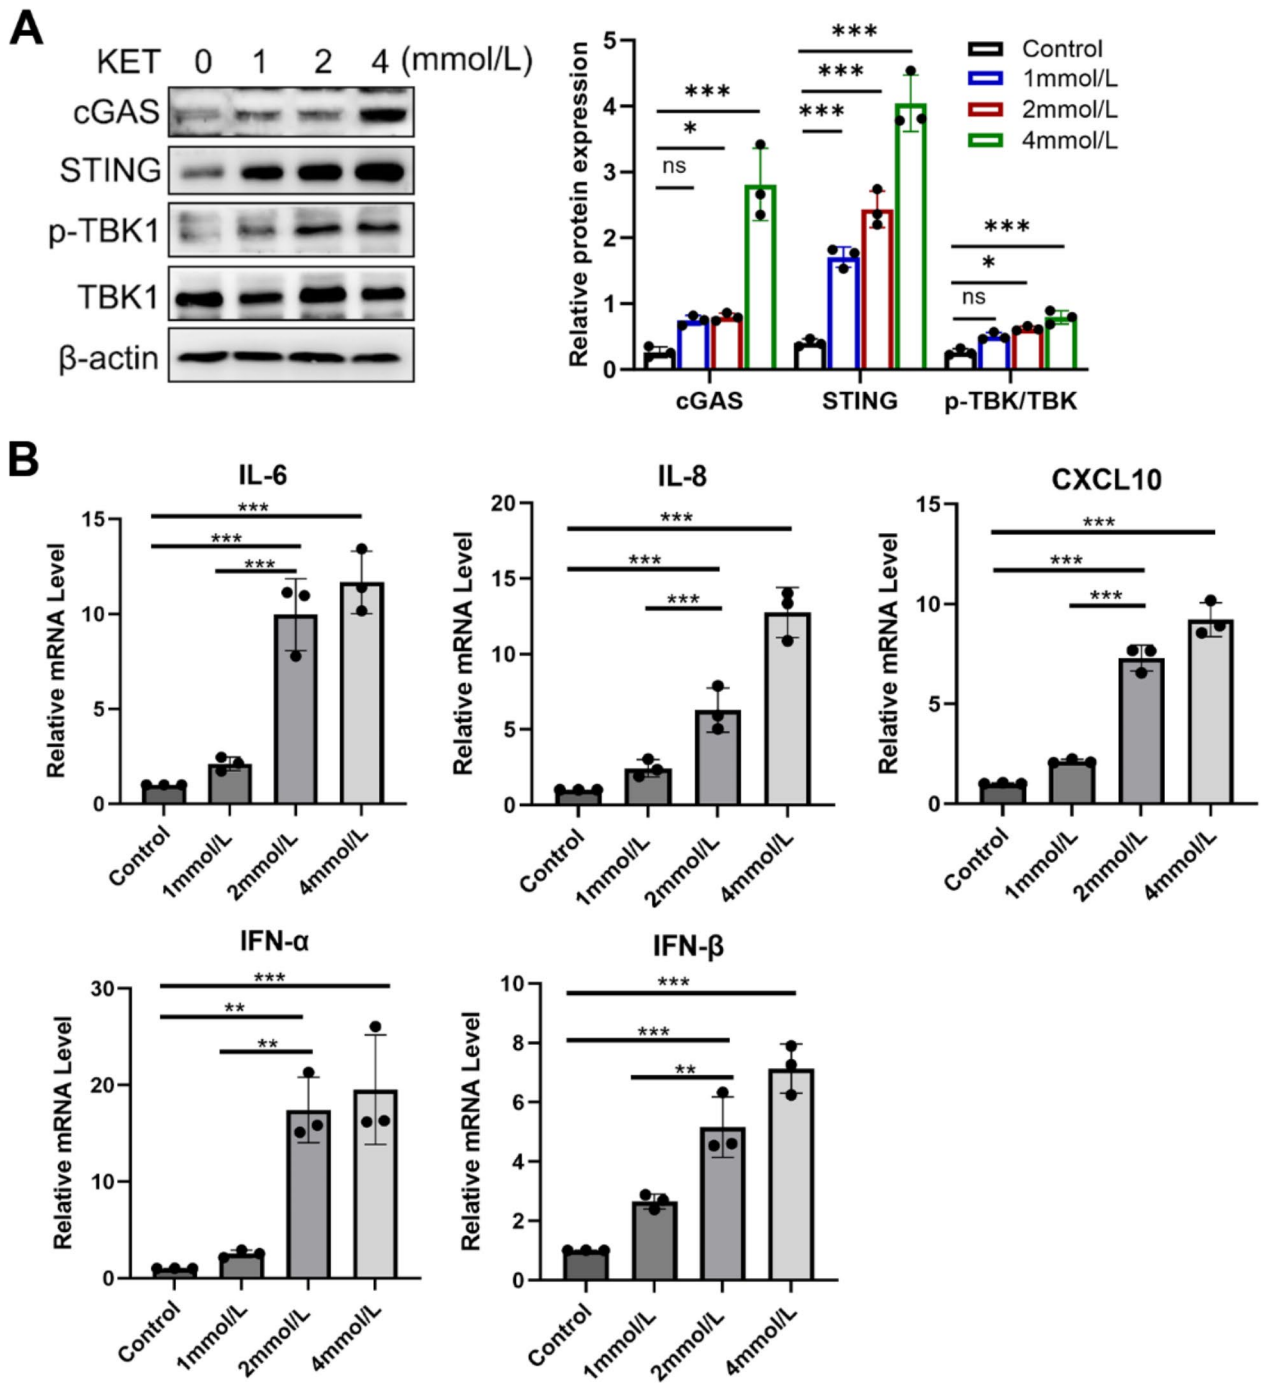 A
KET 0 1 2 4 (mmol/L)
cGAS
STING
p-TBK1
TBK1
β-actin
Relative protein expression
5
4
3
2
1
0
ns
*
***
***
***
***
ns
*
***
cGAS STING p-TBK/TBK
Control
1mmol/L
2mmol/L
4mmol/L
B
IL-6
Relative mRNA Level
15
10
5
0
***
***
***
Control 1mmol/L 2mmol/L 4mmol/L
IL-8
Relative mRNA Level
20
15
10
5
0
***
***
***
Control 1mmol/L 2mmol/L 4mmol/L
CXCL10
Relative mRNA Level
15
10
5
0
***
***
***
Control 1mmol/L 2mmol/L 4mmol/L
IFN-α
Relative mRNA Level
30
20
10
0
***
**
**
Control 1mmol/L 2mmol/L 4mmol/L
IFN-β
Relative mRNA Level
10
8
6
4
2
0
***
***
**
Control 1mmol/L 2mmol/L 4mmol/L